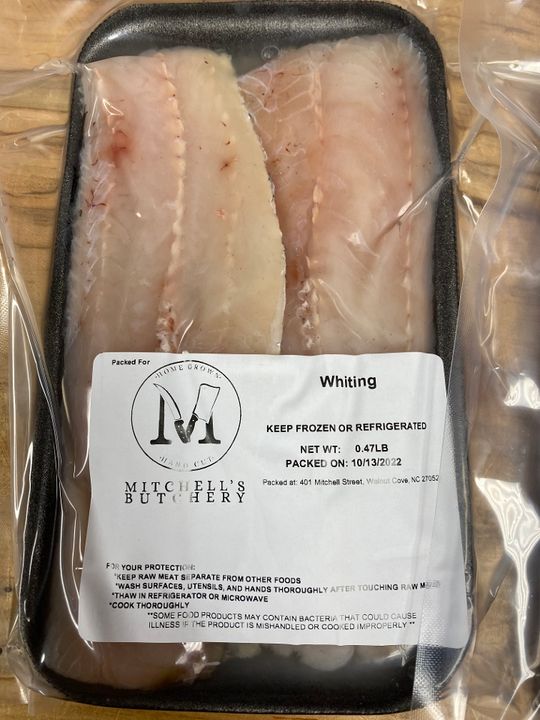 Packed For
HOME GROWN
M
HAND CUT
MITCHELL'S
BUTCHERY
Whiting
KEEP FROZEN OR REFRIGERATED
NET WT: 0.47LB
PACKED ON: 10/13/2022
Packed at: 401 Mitchell Street, Walnut Cove, NC 27052
FOR YOUR PROTECTION:
*KEEP RAW MEAT SEPARATE FROM OTHER FOODS
*WASH SURFACES, UTENSILS, AND HANDS THOROUGHLY AFTER TOUCHING RAW
*THAW IN REFRIGERATOR OR MICROWAVE
*COOK THOROUGHLY
**SOME FOOD PRODUCTS MAY CONTAIN BACTERIA THAT COULD CAUSE
ILLNESS IF THE PRODUCT IS MISHANDLED OR COOKED IMPROPERLY **